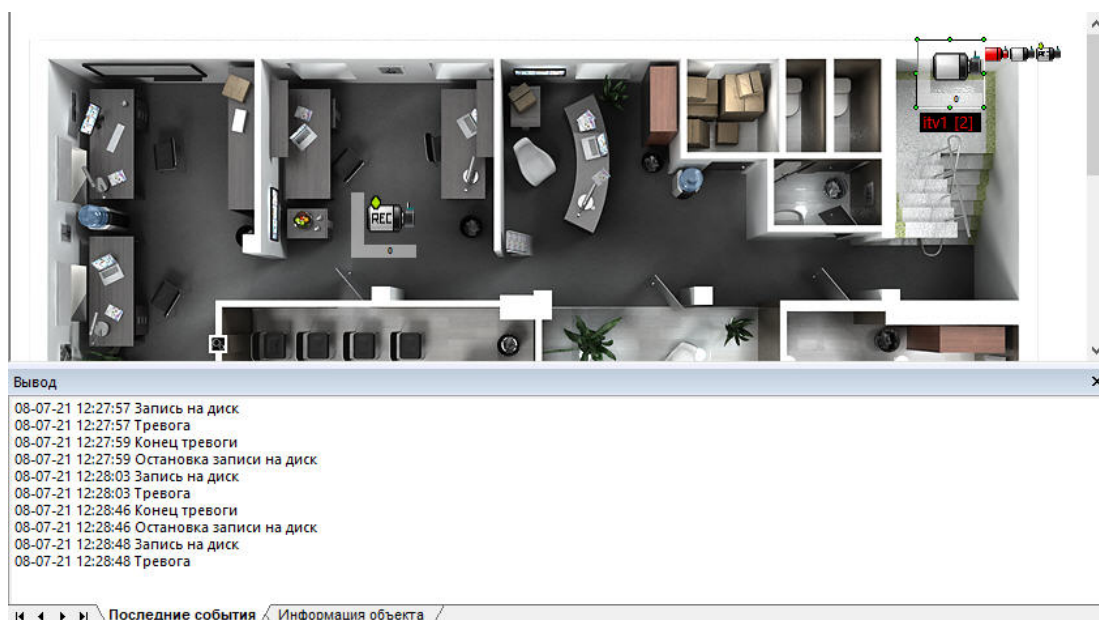 itv1 [2]
REC
Вывод
08-07-21 12:27:57 Запись на диск
08-07-21 12:27:57 Тревога
08-07-21 12:27:59 Конец тревоги
08-07-21 12:27:59 Остановка записи на диск
08-07-21 12:28:03 Запись на диск
08-07-21 12:28:03 Тревога
08-07-21 12:28:46 Конец тревоги
08-07-21 12:28:46 Остановка записи на диск
08-07-21 12:28:48 Запись на диск
08-07-21 12:28:48 Тревога
Последние события
Информация объекта